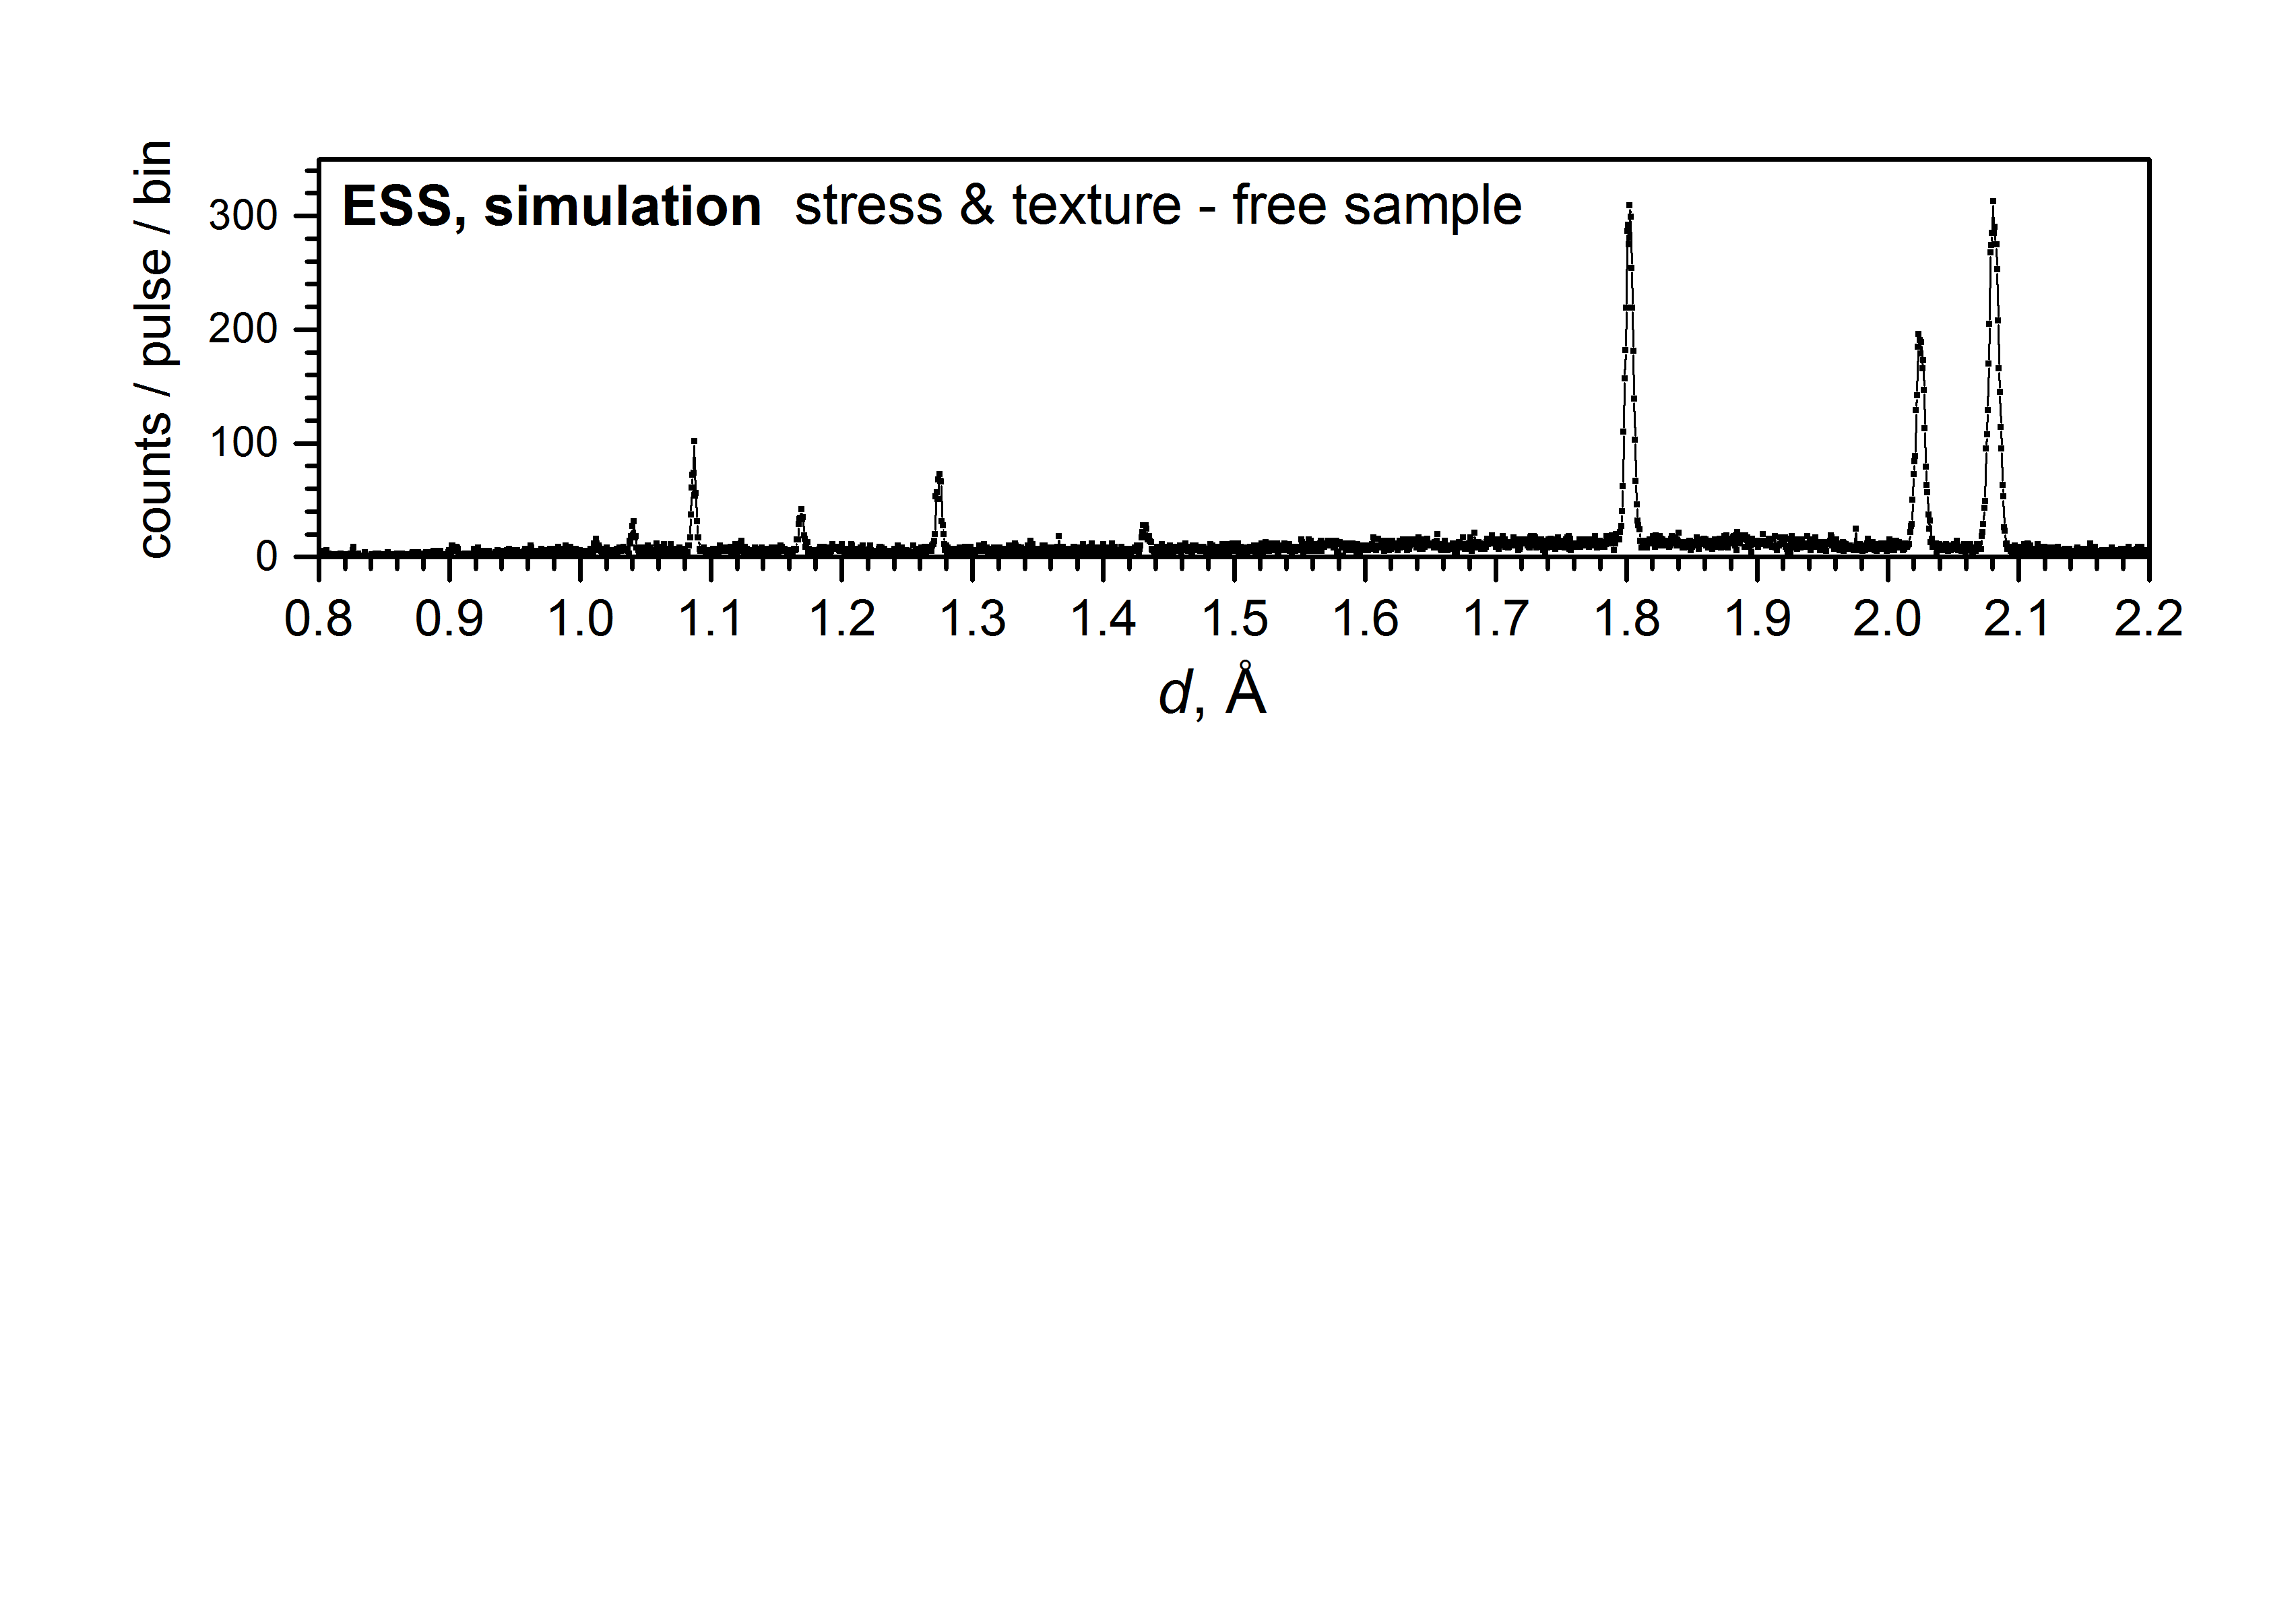 ESS, simulation stress & texture - free sample
counts / pulse / bin
300
200
100
0
0.8 0.9 1.0 1.1 1.2 1.3 1.4 1.5 1.6 1.7 1.8 1.9 2.0 2.1 2.2
d, Å